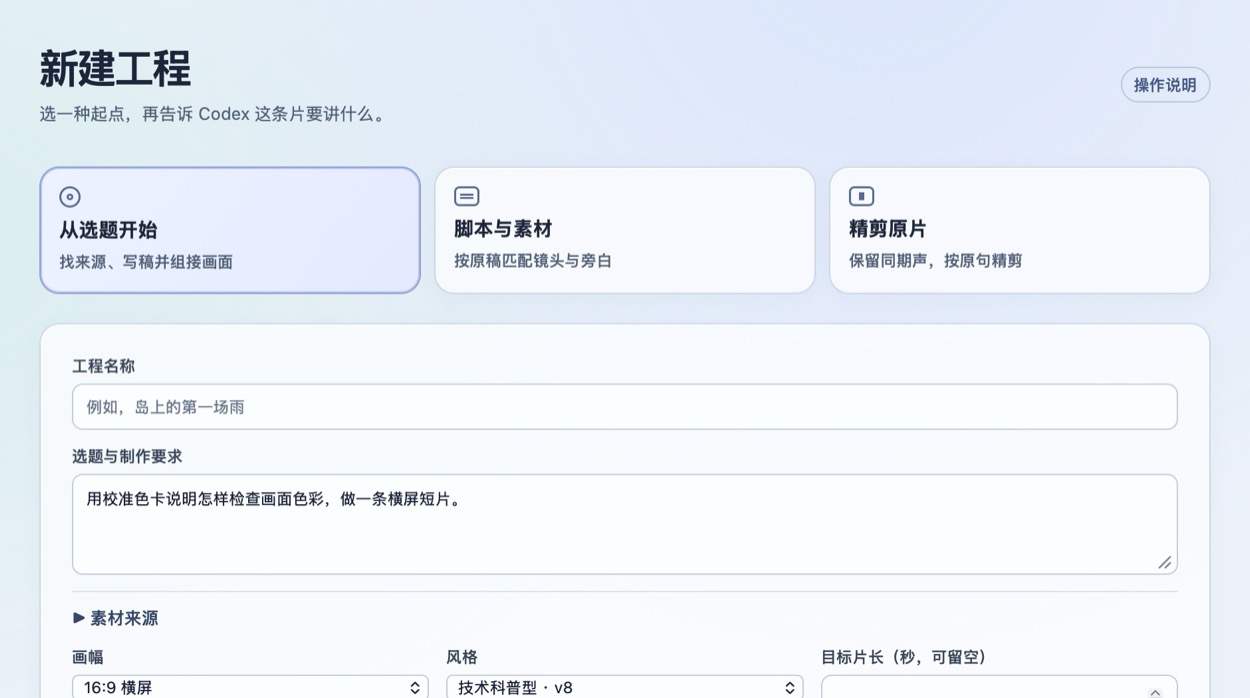 新建工程
操作说明
选一种起点，再告诉 Codex 这条片要讲什么。
从选题开始
找来源、写稿并组接画面
脚本与素材
按原稿匹配镜头与旁白
精剪原片
保留同期声，按原句精剪
工程名称
例如，岛上的第一场雨
选题与制作要求
用校准色卡说明怎样检查画面色彩，做一条横屏短片。
素材来源
画幅
风格
目标片长（秒，可留空）
16:9 横屏
技术科普型 · v8